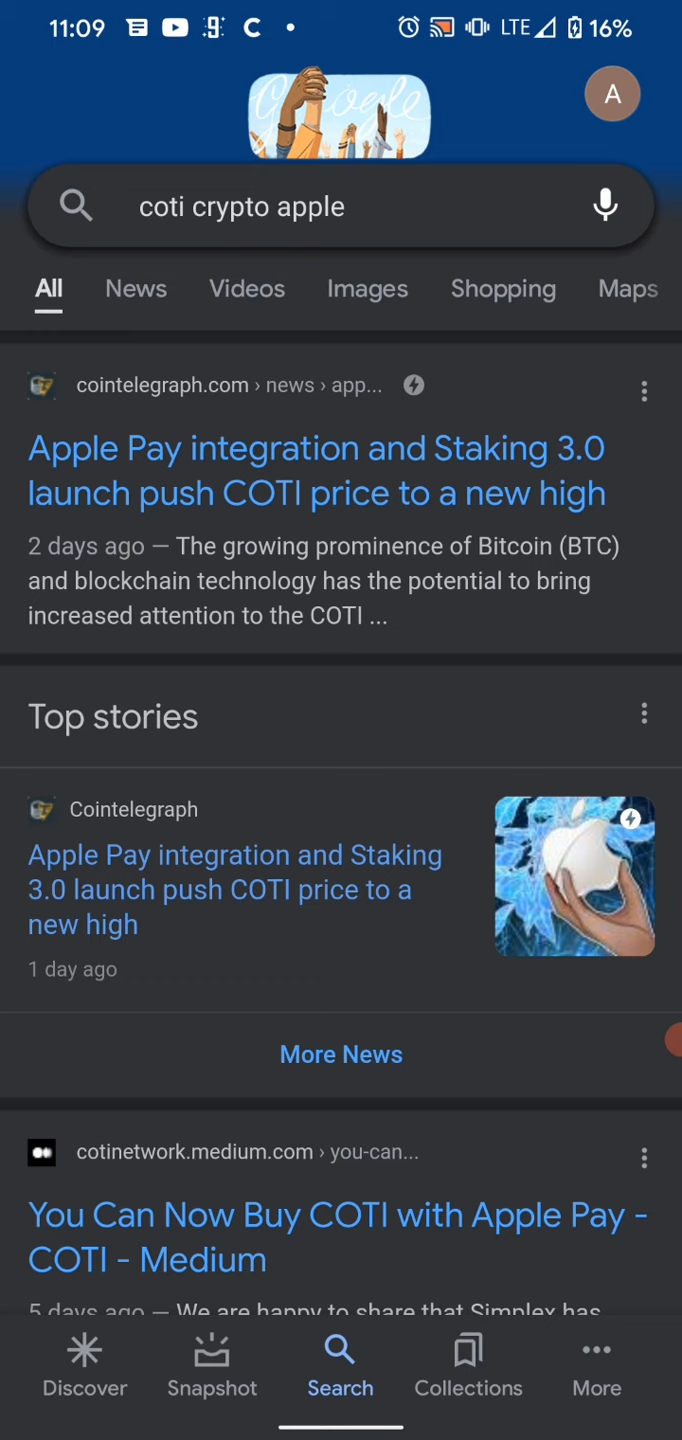 11:09 LTE 16%
Google
A
coti crypto apple
All News Videos Images Shopping Maps
cointelegraph.com › news › app...
Apple Pay integration and Staking 3.0
launch push COTI price to a new high
2 days ago — The growing prominence of Bitcoin (BTC)
and blockchain technology has the potential to bring
increased attention to the COTI ...
Top stories
Cointelegraph
Apple Pay integration and Staking
3.0 launch push COTI price to a
new high
1 day ago
More News
cotinetwork.medium.com › you-can...
You Can Now Buy COTI with Apple Pay -
COTI - Medium
5 days ago — We are happy to share that Simplex has
Discover Snapshot Search Collections More